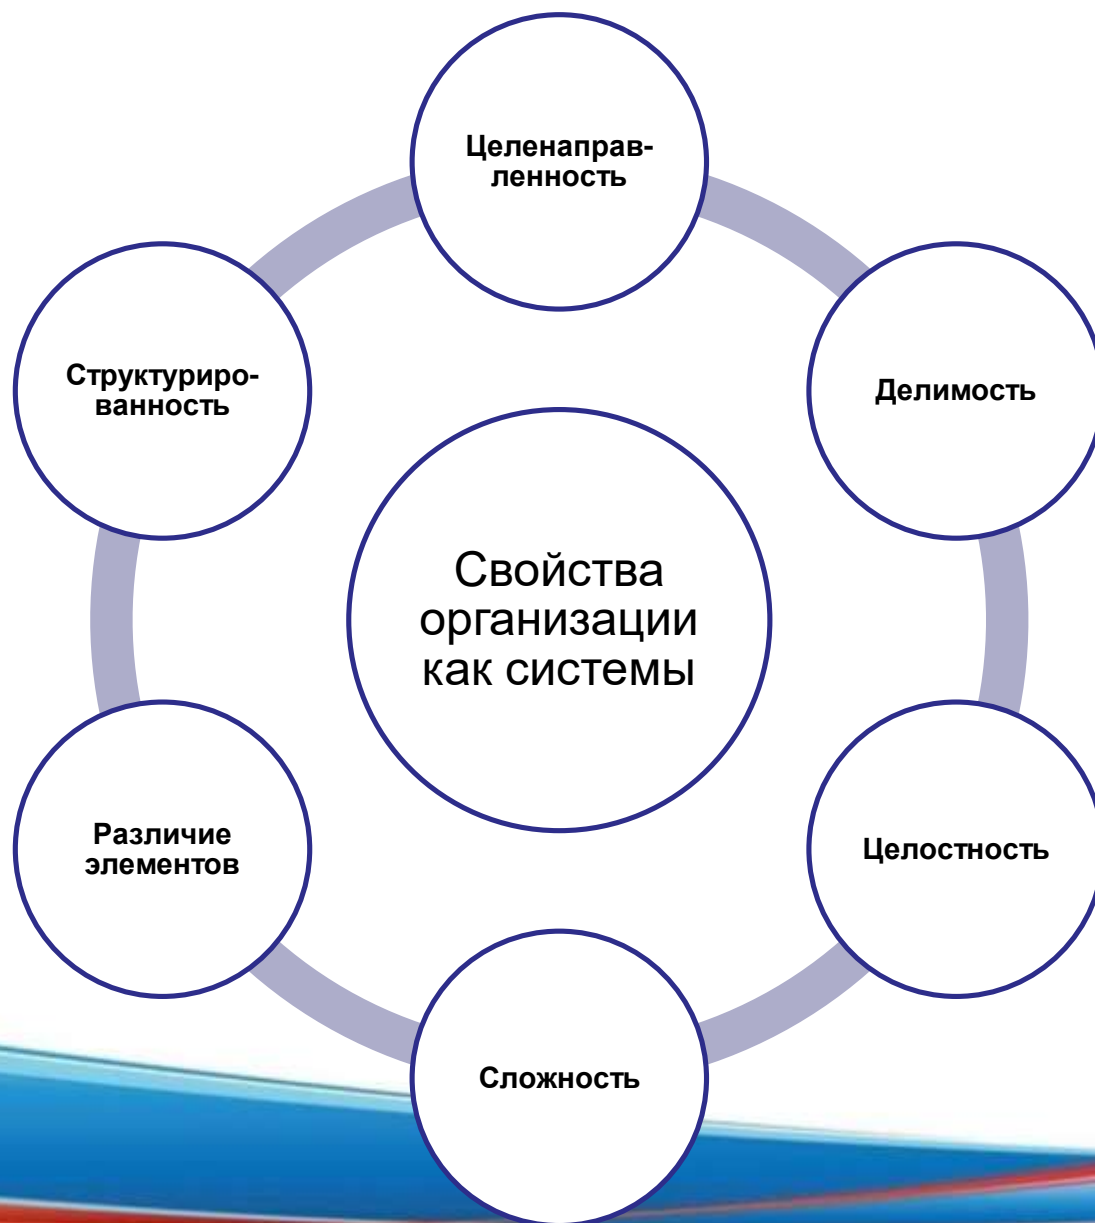 Целенаправ-
ленность
Структуриро-
ванность
Делимость
Свойства
организации
как системы
Различие
элементов
Целостность
Сложность